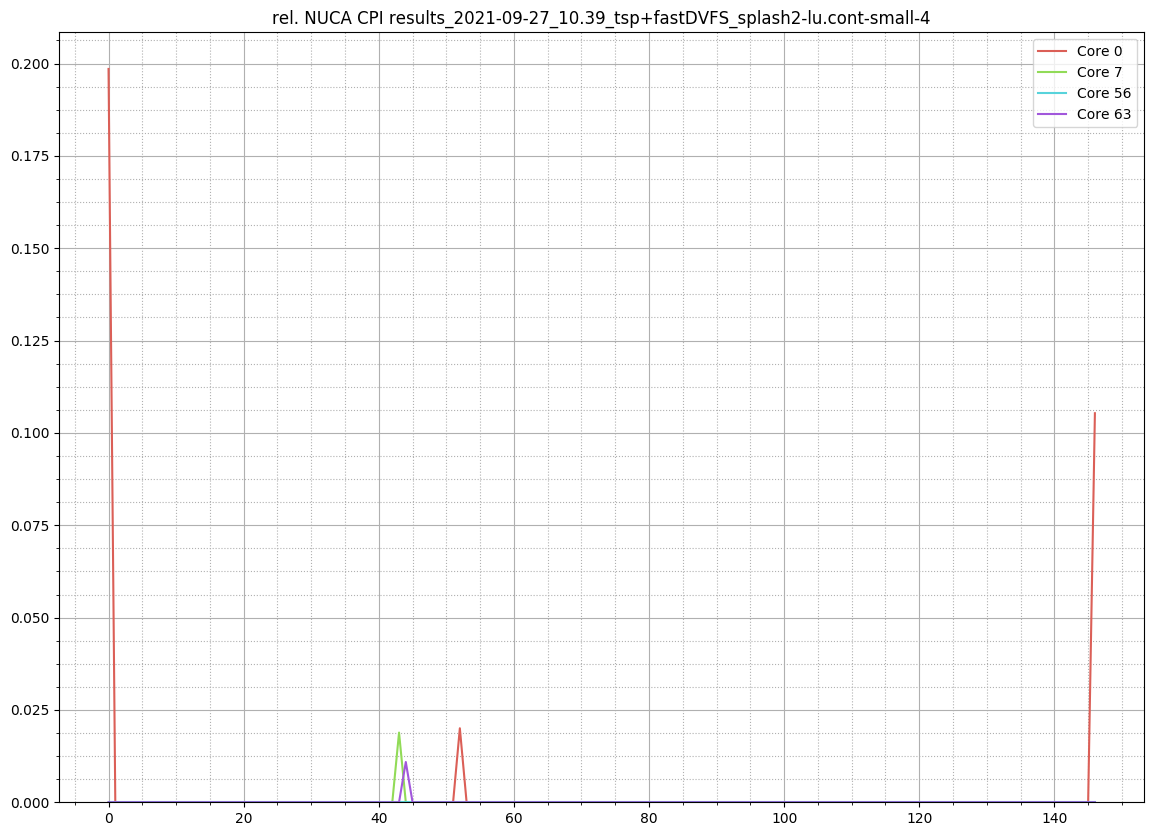 rel. NUCA CPI results_2021-09-27_10.39_tsp+fastDVFS_splash2-lu.cont-small-4
Core 0
Core 7
Core 56
Core 63
0.200
0.175
0.150
0.125
0.100
0.075
0.050
0.025
0.000
0 20 40 60 80 100 120 140